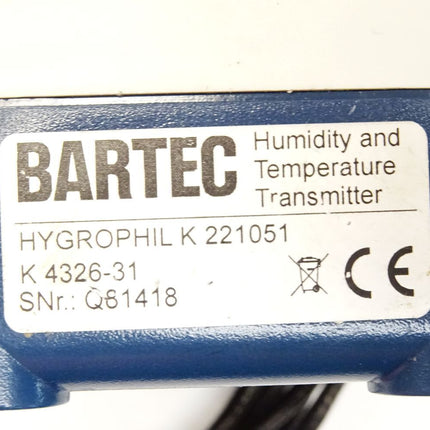 BARTEC
Humidity and
Temperature
Transmitter
HYGROPHIL K 221051
K 4326-31
SNr.: Q61418
CE